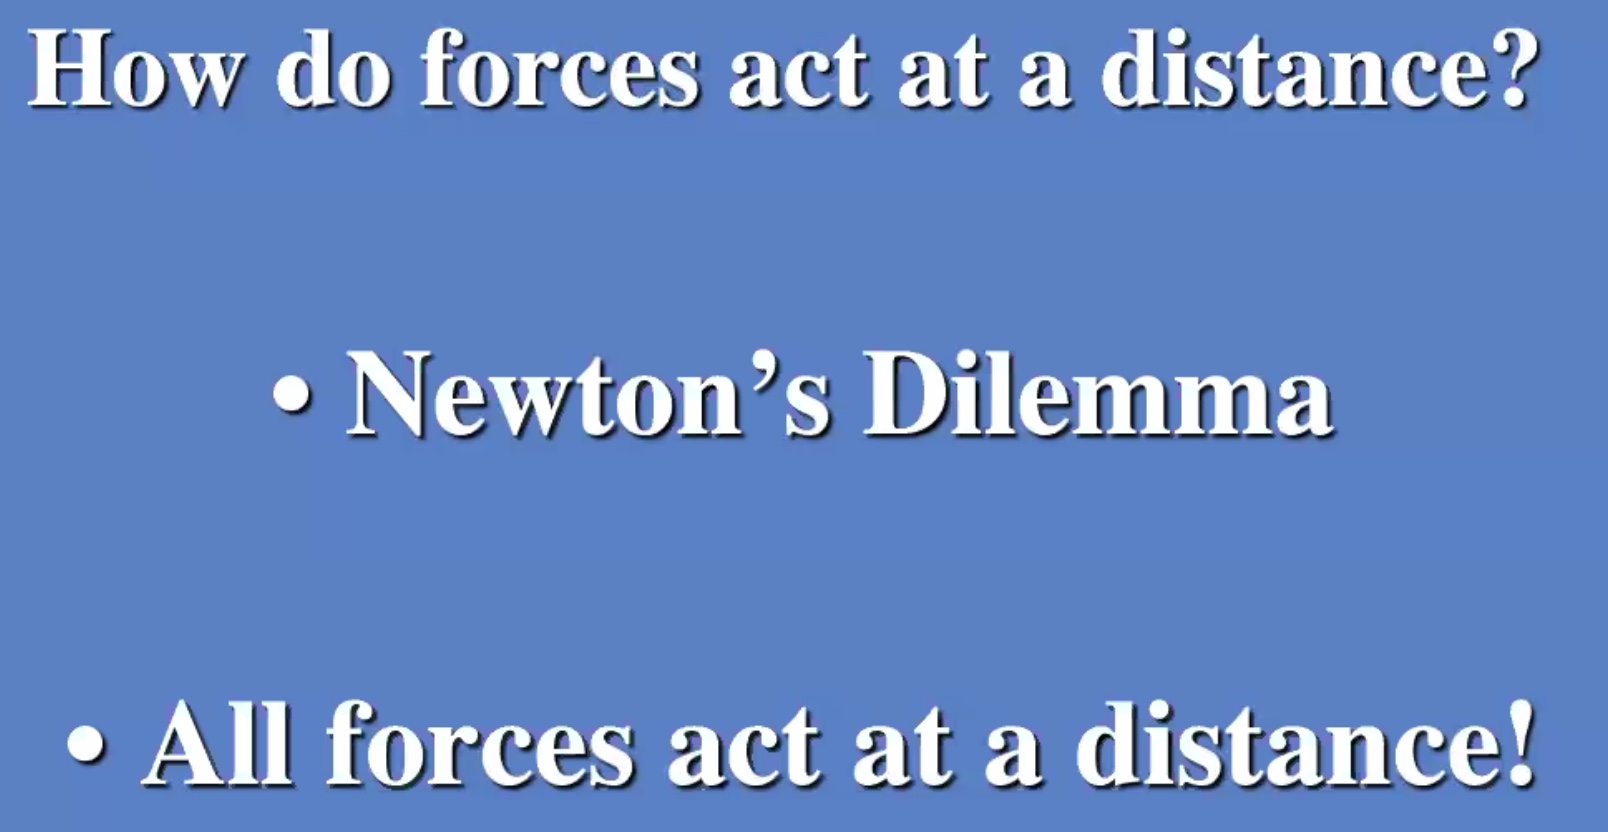 How do forces act at a distance?
• Newton’s Dilemma
• All forces act at a distance!